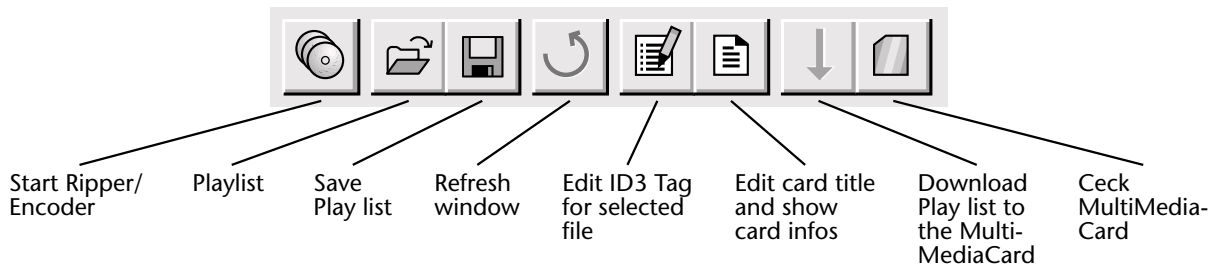 Start Ripper/
Encoder
Playlist
Save
Play list
Refresh
window
Edit ID3 Tag
for selected
file
Edit card title
and show
card infos
Download
Play list to
the Multi-
MediaCard
Ceck
MultiMedia-
Card